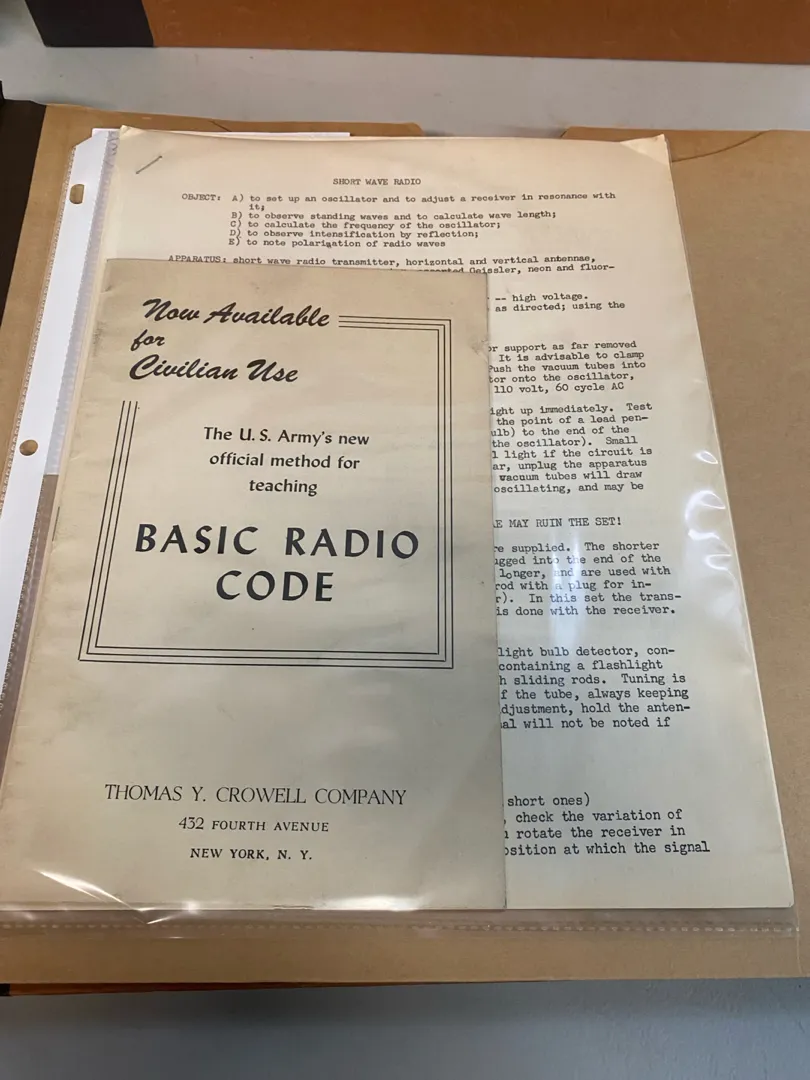 SHORT WAVE RADIO
OBJECT: A) to set up an oscillator and to adjust a receiver in resonance with
it;
B) to observe standing waves and to calculate wave length;
C) to calculate the frequency of the oscillator;
D) to observe intensification by reflection;
E) to note polarization of radio waves
APPARATUS: short wave radio transmitter, horizontal and vertical antennae,
assorted Geissler, neon and fluor-
-- high voltage.
as directed; using the
or support as far removed
It is advisable to clamp
Push the vacuum tubes into
tor onto the oscillator,
110 volt, 60 cycle AC
ight up immediately. Test
the point of a lead pen-
ulb) to the end of the
the oscillator). Small
l light if the circuit is
ar, unplug the apparatus
vacuum tubes will draw
oscillating, and may be
E MAY RUIN THE SET!
re supplied. The shorter
ugged into the end of the
longer, and are used with
rod with a plug for in-
r). In this set the trans-
is done with the receiver.
light bulb detector, con-
containing a flashlight
h sliding rods. Tuning is
f the tube, always keeping
djustment, hold the anten-
al will not be noted if
short ones)
, check the variation of
n rotate the receiver in
osition at which the signal
Now Available
for
Civilian Use
The U. S. Army's new
official method for
teaching
BASIC RADIO
CODE
THOMAS Y. CROWELL COMPANY
432 FOURTH AVENUE
NEW YORK, N. Y.